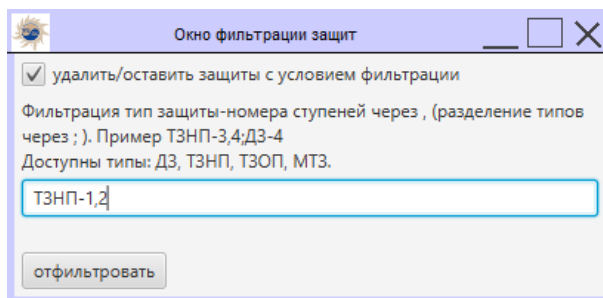 Окно фильтрации защит
удалить/оставить защиты с условием фильтрации
Фильтрация тип защиты-номера ступеней через , (разделение типов
через ; ). Пример ТЗНП-3,4;ДЗ-4
Доступны типы: ДЗ, ТЗНП, ТЗОП, МТЗ.
ТЗНП-1,2
отфильтровать